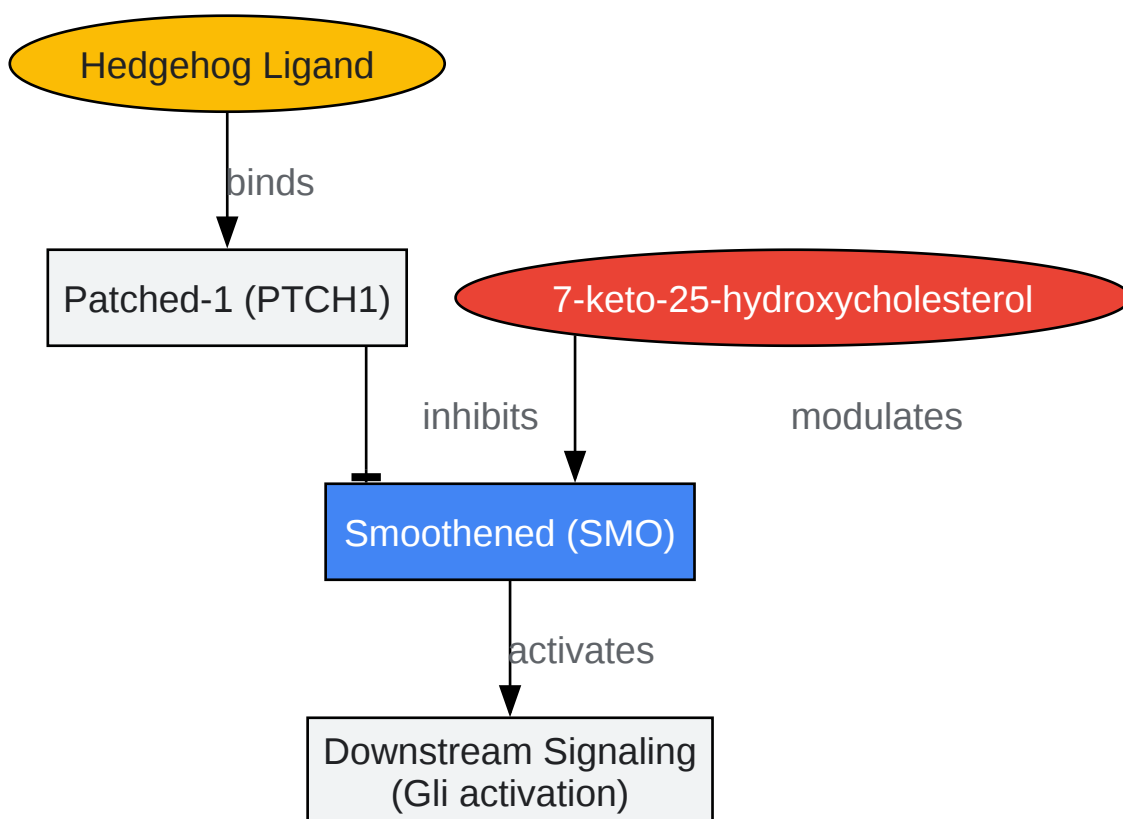 Hedgehog Ligand
binds
Patched-1 (PTCH1)
7-keto-25-hydroxycholesterol
inhibits
modulates
Smoothened (SMO)
activates
Downstream Signaling
(Gli activation)